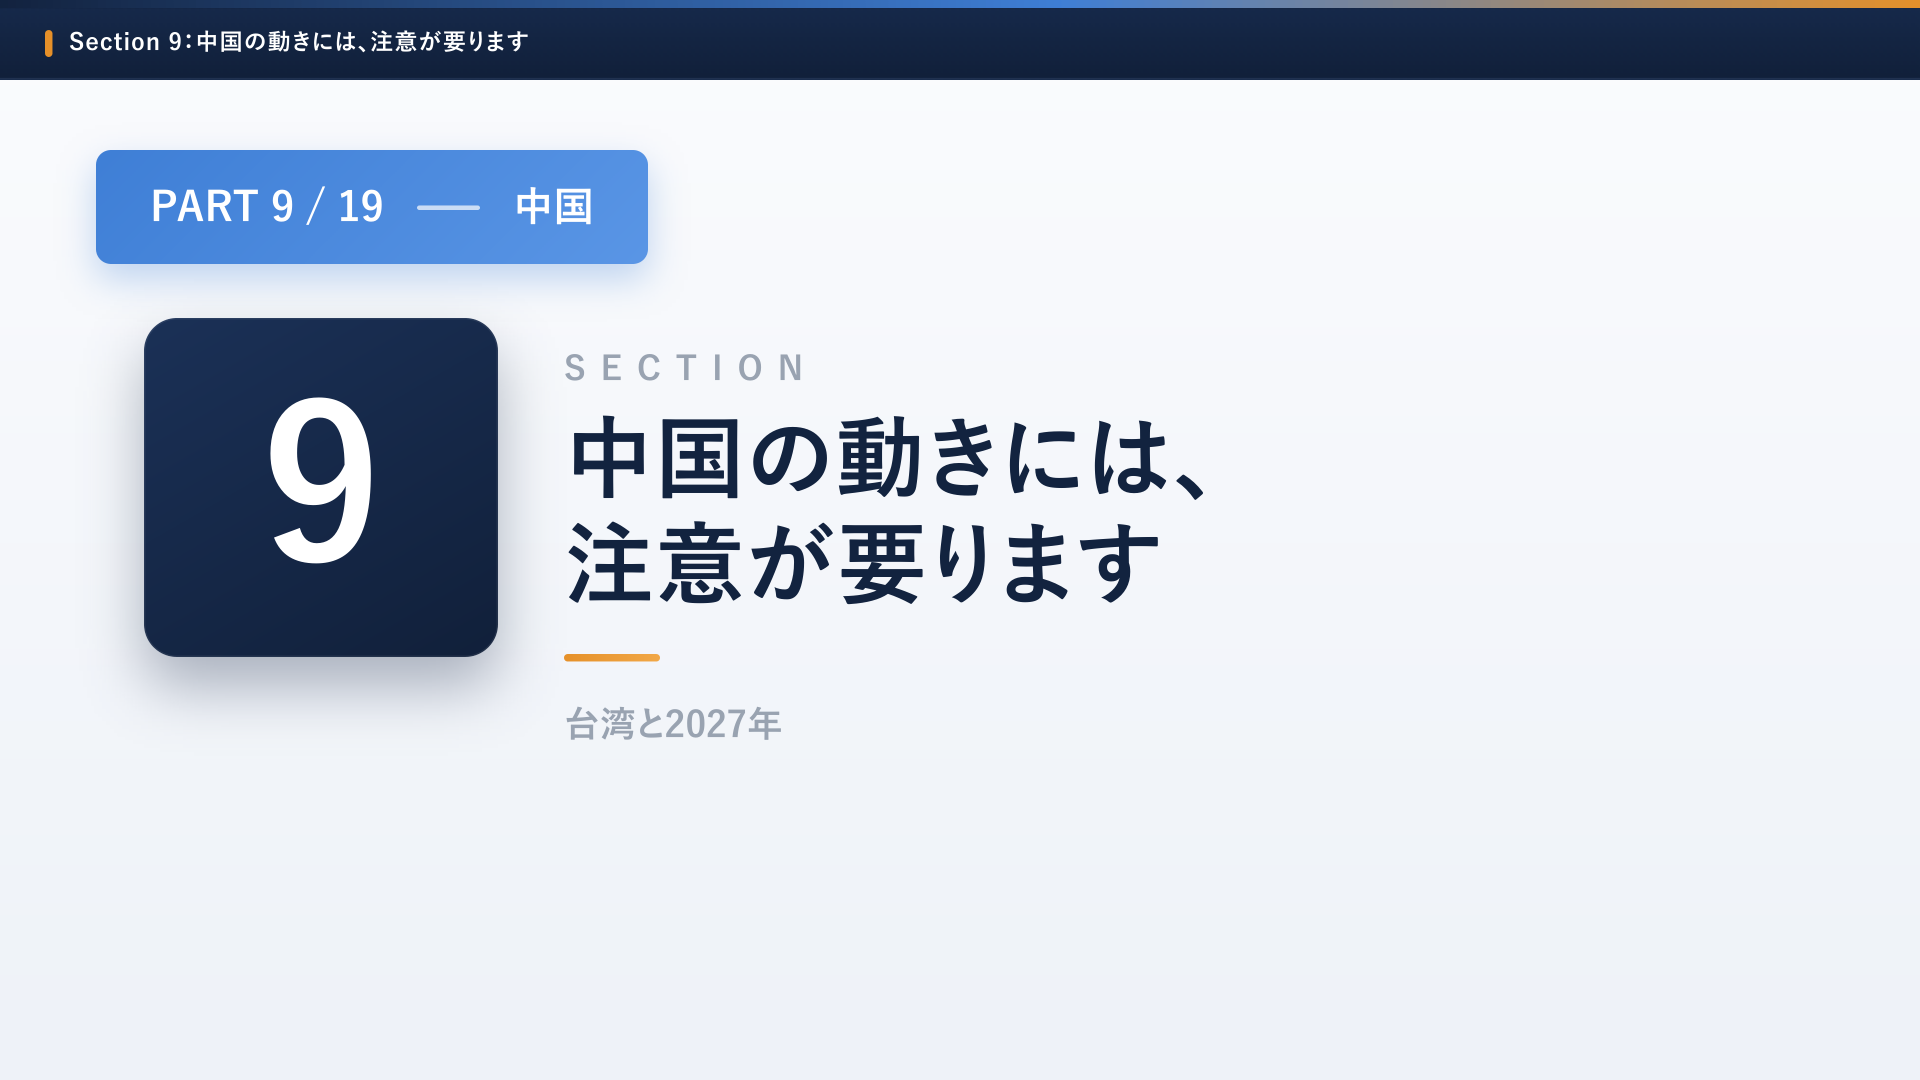 Section 9：中国の動きには、注意が要ります
PART 9 / 19 — 中国
9
SECTION
中国の動きには、
注意が要ります
台湾と2027年